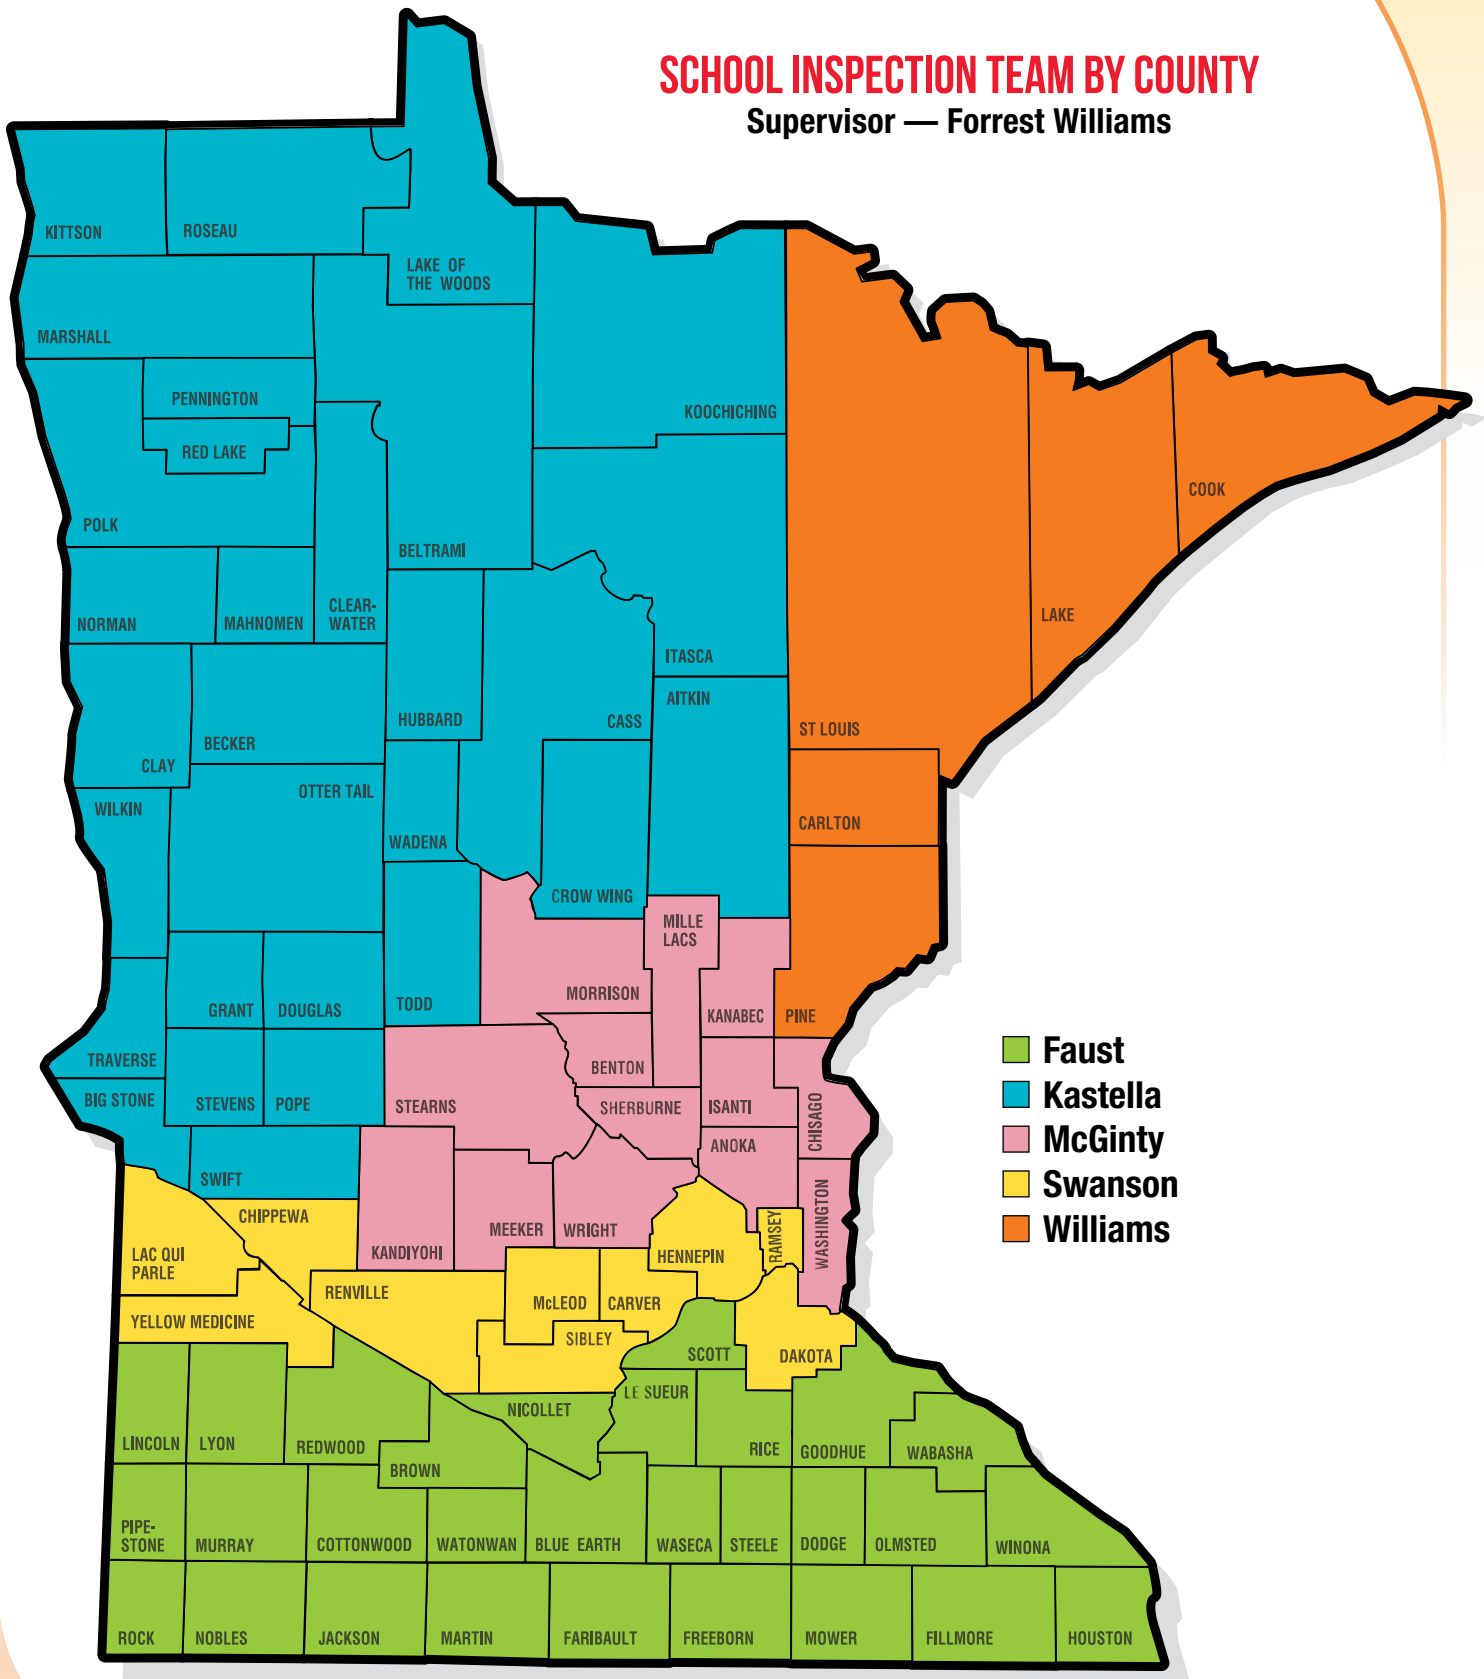 SCHOOL INSPECTION TEAM BY COUNTY
Supervisor — Forrest Williams
KITTSON
ROSEAU
LAKE OF
THE WOODS
MARSHALL
PENNINGTON
KOOCHICHING
RED LAKE
COOK
POLK
BELTRAMI
CLEAR-
WATER
LAKE
NORMAN
MAHNOMEN
ITASCA
AITKIN
HUBBARD
CASS
ST LOUIS
BECKER
CLAY
OTTER TAIL
WILKIN
CARLTON
WADENA
CROW WING
MILLE
LACS
MORRISON
GRANT
DOUGLAS
TODD
KANABEC
PINE
TRAVERSE
BENTON
BIG STONE
STEVENS
POPE
STEARNS
SHERBURNE
ISANTI
CHISAGO
ANOKA
SWIFT
CHIPPEWA
MEEKER
WRIGHT
WASHINGTON
RAMSEY
LAC QUI
PARLE
KANDIYOHI
HENNEPIN
RENVILLE
McLEOD
CARVER
YELLOW MEDICINE
SIBLEY
SCOTT
DAKOTA
LE SUEUR
NICOLLET
LINCOLN
LYON
REDWOOD
RICE
GOODHUE
WABASHA
BROWN
PIPE-
STONE
MURRAY
COTTONWOOD
WATONWAN
BLUE EARTH
WASECA
STEELE
DODGE
OLMSTED
WINONA
ROCK
NOBLES
JACKSON
MARTIN
FARIBAULT
FREEBORN
MOWER
FILLMORE
HOUSTON
Faust
Kastella
McGinty
Swanson
Williams